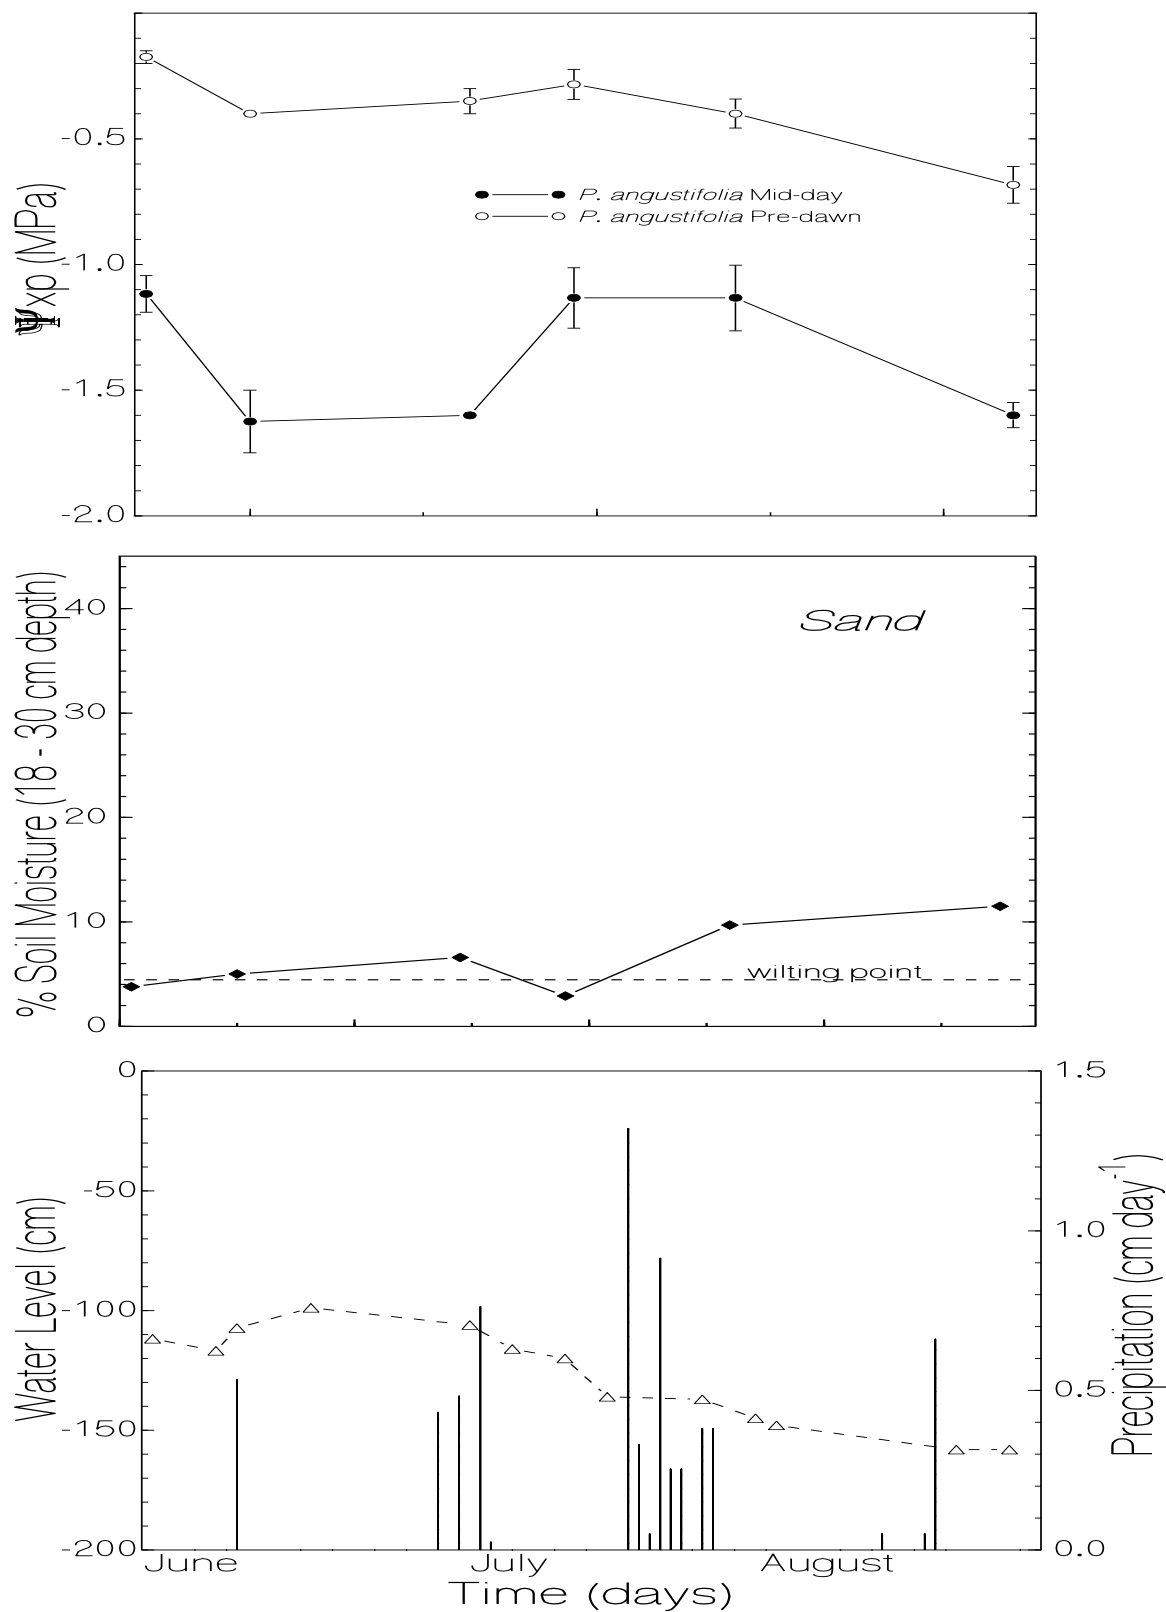 Ψxp (MPa)
-0.5
-1.0
-1.5
-2.0
P. angustifolia Mid-day
P. angustifolia Pre-dawn
% Soil Moisture (18 - 30 cm depth)
40
30
20
10
0
Sand
wilting point
Water Level (cm)
0
-50
-100
-150
-200
1.5
1.0
0.5
0.0
Precipitation (cm day-1)
June July August
Time (days)